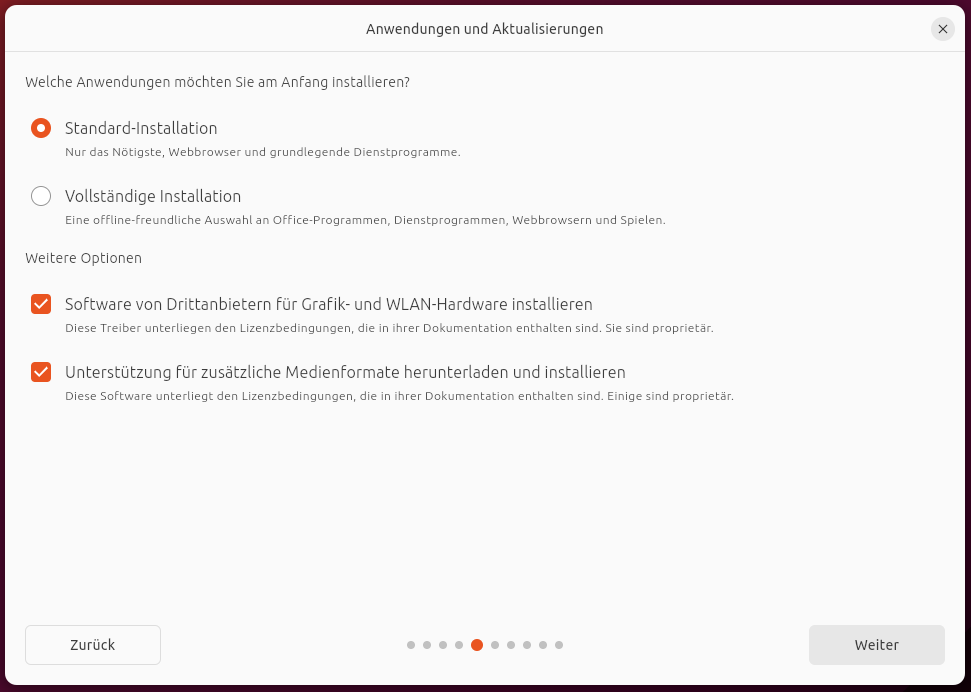 Anwendungen und Aktualisierungen
Welche Anwendungen möchten Sie am Anfang installieren?
Standard-Installation
Nur das Nötigste, Webbrowser und grundlegende Dienstprogramme.
Vollständige Installation
Eine offline-freundliche Auswahl an Office-Programmen, Dienstprogrammen, Webbrowsern und Spielen.
Weitere Optionen
Software von Drittanbietern für Grafik- und WLAN-Hardware installieren
Diese Treiber unterliegen den Lizenzbedingungen, die in ihrer Dokumentation enthalten sind. Sie sind proprietär.
Unterstützung für zusätzliche Medienformate herunterladen und installieren
Diese Software unterliegt den Lizenzbedingungen, die in ihrer Dokumentation enthalten sind. Einige sind proprietär.
Zurück
Weiter